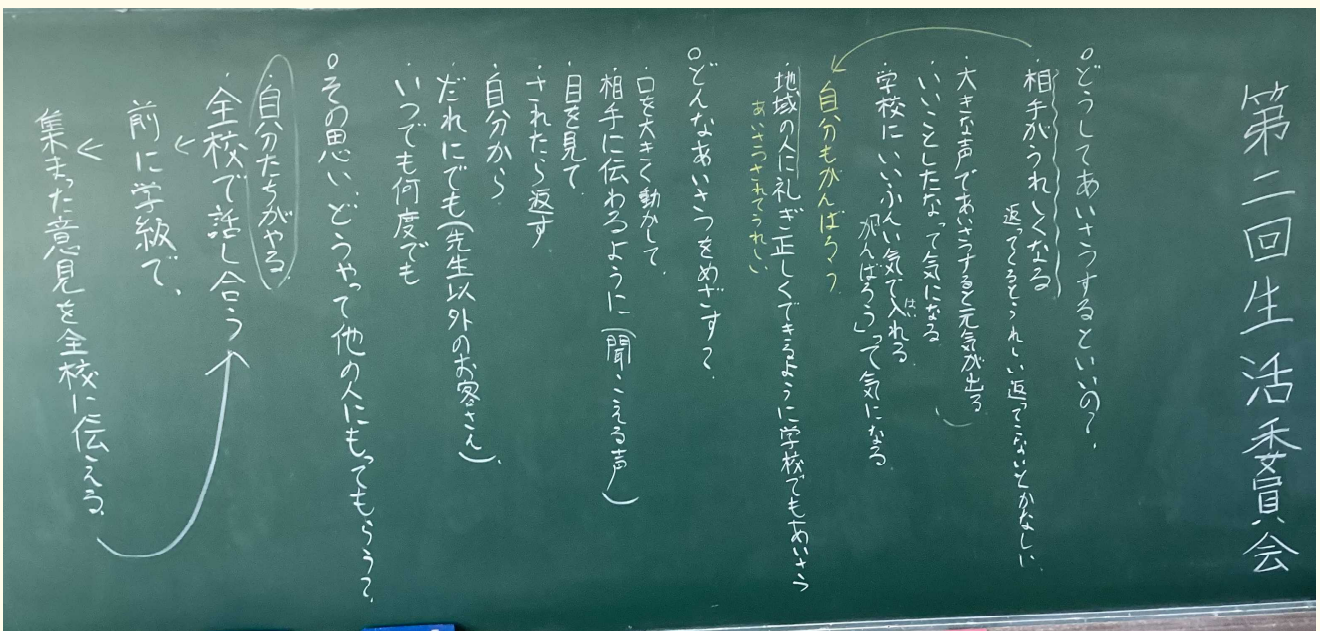 第二回生活委員会
○どうしてあいさつするといいの？
・相手がうれしくなる
返ってくるとうれしい返ってこないとかなしい
・大きな声であいさつすると元気が出る
・いいことしたなって気になる
・学校にいいふんい気で入れる
はい
「がんばろう」って気になる
自分もがんばろう
・地域の人に礼ぎ正しくできるように学校でもあいさつ
あいさつされてうれしい
○どんなあいさつをめざす？
・口を大きく動かして
・相手に伝わるように(聞こえる声)
・目を見て
・されたら返す
・自分から
・だれにでも(先生以外のお客さん)
・いつでも何度でも
○その思い、どうやって他の人にもってもらう？
・自分たちがやる
・全校で話し合う
↓
前に学級で、
↓
集まった意見を全校に伝える